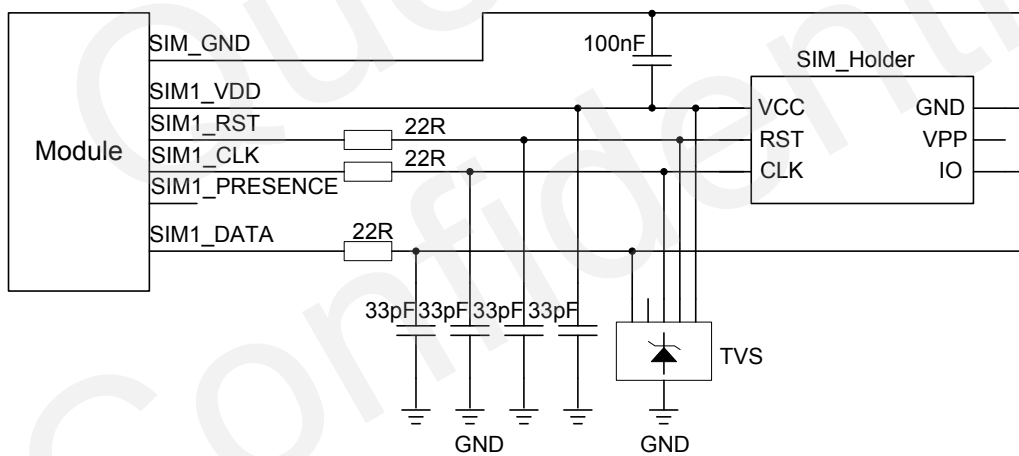 SIM_GND
100nF
SIM_Holder
SIM1_VDD
VCC
GND
SIM1_RST
22R
RST
VPP
Module
SIM1_CLK
22R
CLK
IO
SIM1_PRESENCE
SIM1_DATA
22R
33pF 33pF 33pF 33pF
TVS
GND
GND
Confidential